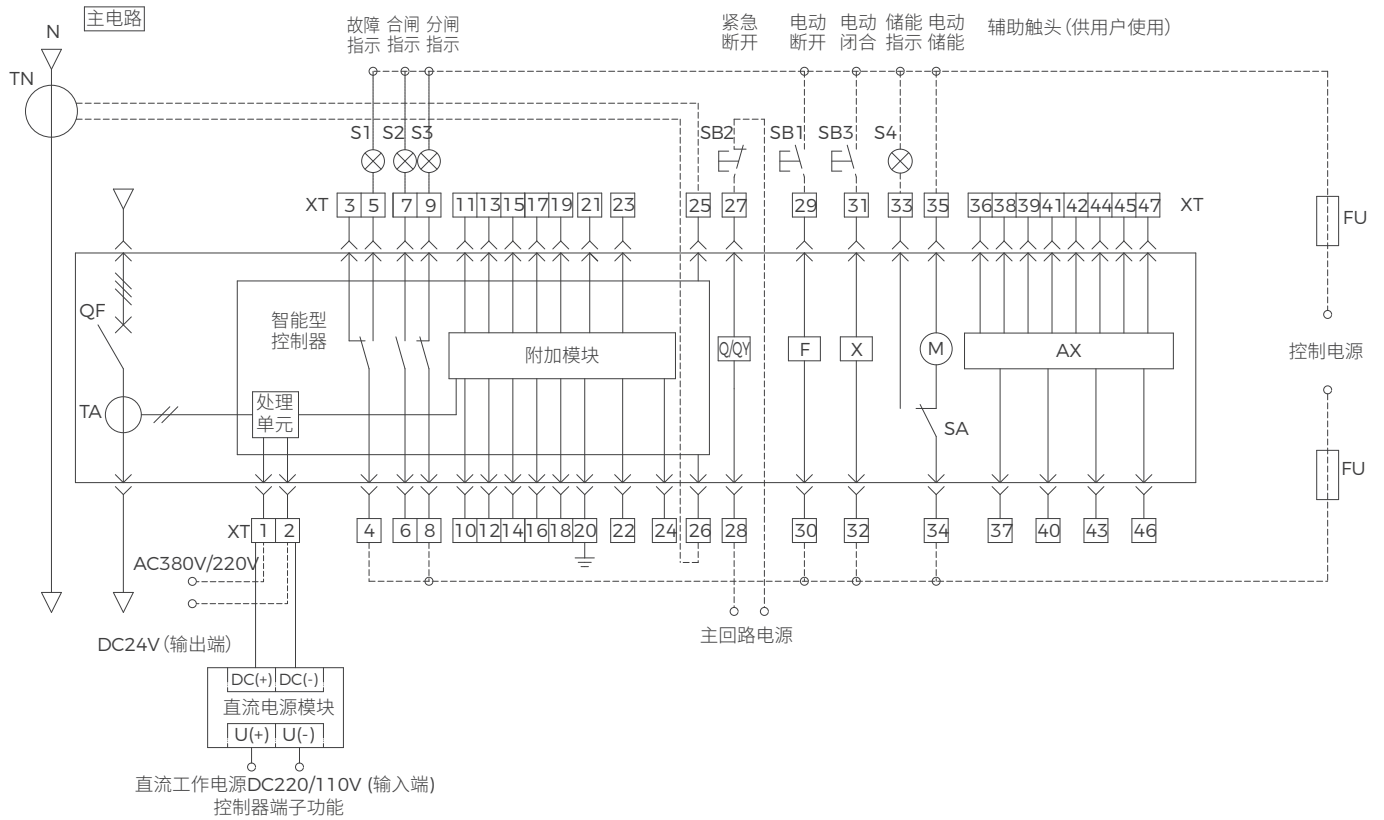 主电路
N
TN
故障 合闸 分闸
指示 指示 指示
紧急 电动 电动 储能 电动
断开 断开 闭合 指示 储能
辅助触头(供用户使用)
S1 S2 S3 SB2 SB1 SB3 S4
XT 3 5 7 9 11 13 15 17 19 21 23 25 27 29 31 33 35 36 38 39 41 42 44 45 47 XT
FU
QF
智能型
控制器
附加模块
Q/QY F X M AX
控制电源
处理
单元
TA
SA
FU
XT 1 2 4 6 8 10 12 14 16 18 20 22 24 26 28 30 32 34 37 40 43 46
AC380V/220V
DC24V(输出端)
主回路电源
DC(+) DC(-)
直流电源模块
U(+) U(-)
直流工作电源DC220/110V (输入端)
控制器端子功能